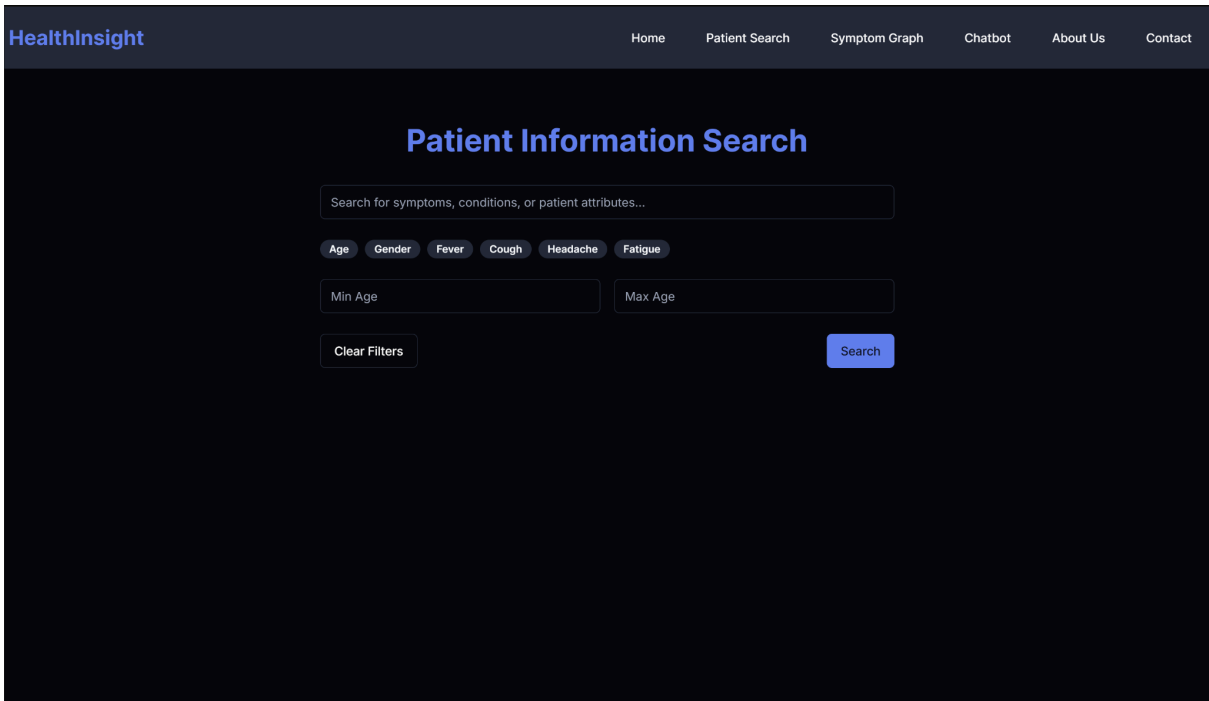 HealthInsight Home Patient Search Symptom Graph Chatbot About Us Contact
Patient Information Search
Search for symptoms, conditions, or patient attributes...
Age Gender Fever Cough Headache Fatigue
Min Age Max Age
Clear Filters Search